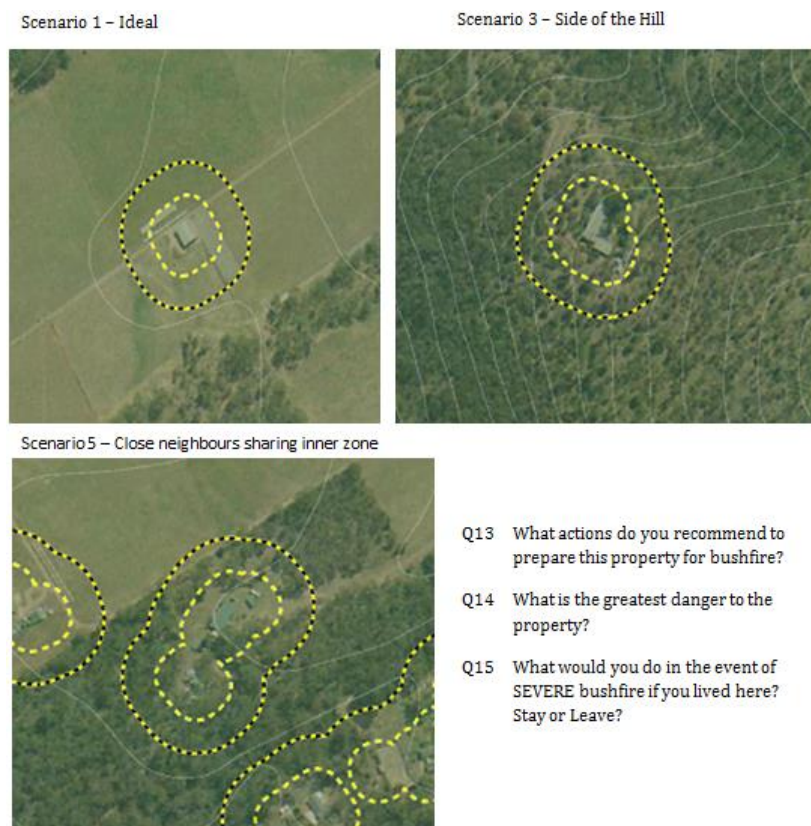 Scenario 1 – Ideal
Scenario 3 – Side of the Hill
Scenario 5 – Close neighbours sharing inner zone
Q13 What actions do you recommend to
prepare this property for bushfire?
Q14 What is the greatest danger to the
property?
Q15 What would you do in the event of
SEVERE bushfire if you lived here?
Stay or Leave?